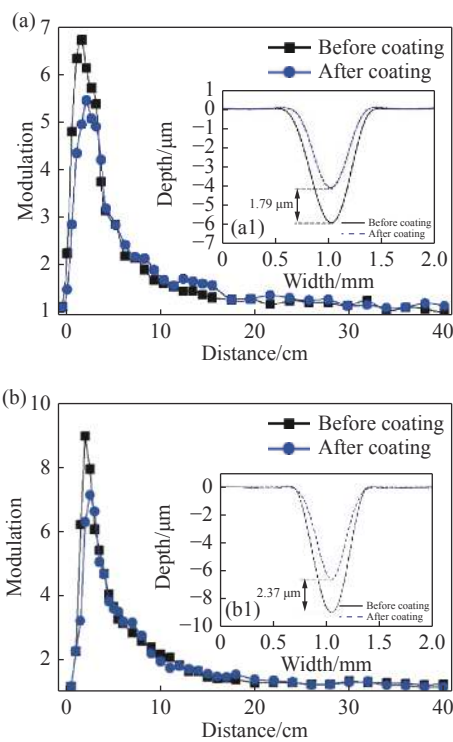 (a)
7
6
5
4
3
2
1
Modulation
Before coating
After coating
1
0
−1
−2
−3
−4
−5
−6
Depth/μm
1.79 μm
(a1)
Before coating
After coating
0 0.5 1.0 1.5 2.0
Width/mm
0 10 20 30 40
Distance/cm
(b)
10
8
6
4
2
Modulation
Before coating
After coating
0
−2
−4
−6
−8
−10
Depth/μm
2.37 μm
(b1)
Before coating
After coating
0 0.5 1.0 1.5 2.0
Width/mm
0 10 20 30 40
Distance/cm